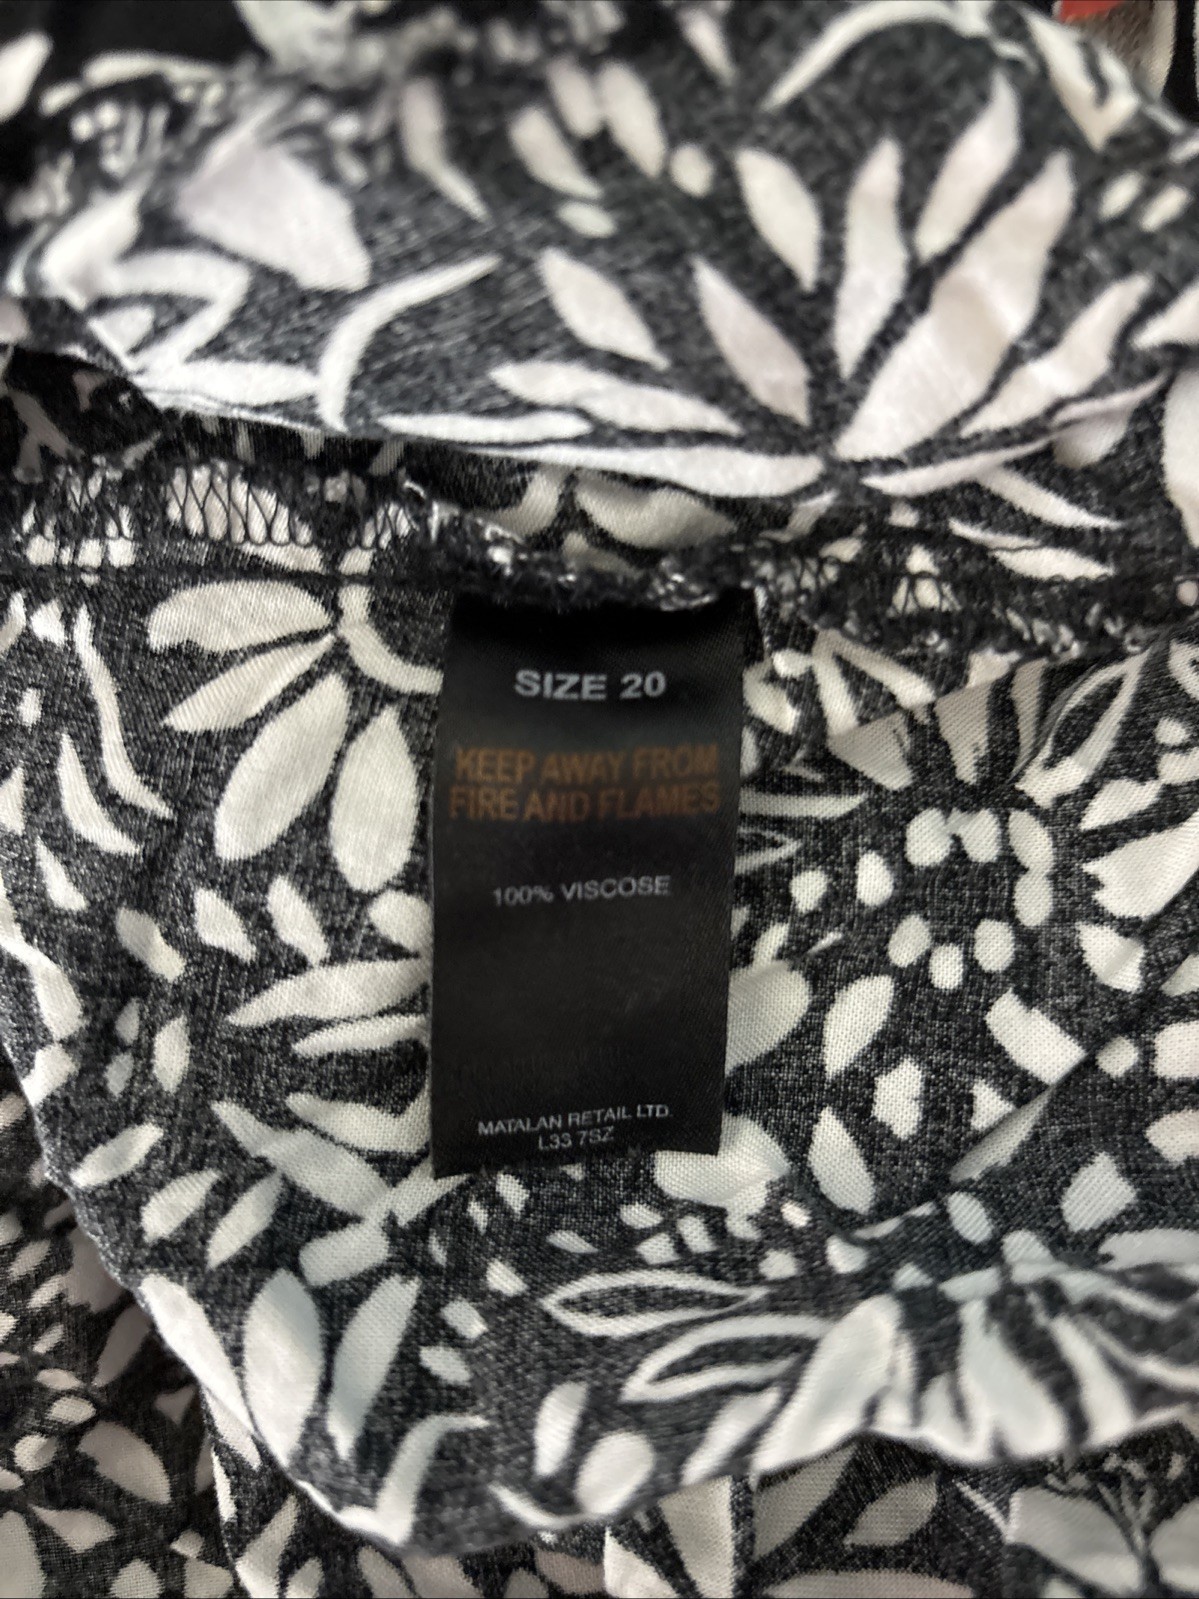 SIZE 20
KEEP AWAY FROM
FIRE AND FLAMES
100% VISCOSE
MATALAN RETAIL LTD.
L33 7SZ